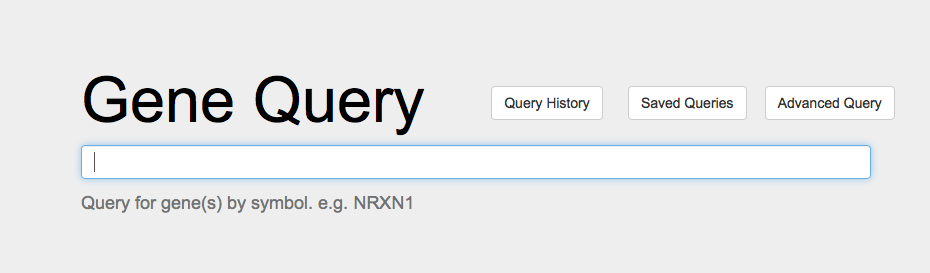 Gene Query
Query History
Saved Queries
Advanced Query
Query for gene(s) by symbol. e.g. NRXN1